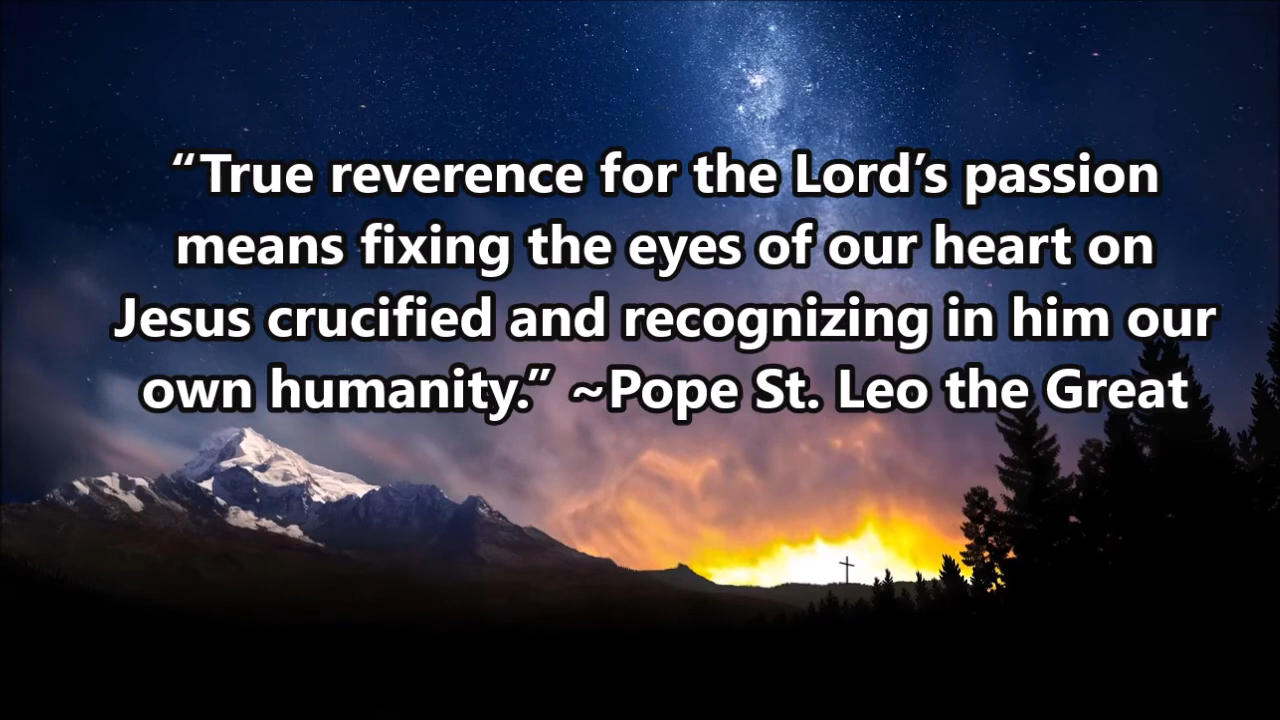 “True reverence for the Lord’s passion
means fixing the eyes of our heart on
Jesus crucified and recognizing in him our
own humanity.” ~Pope St. Leo the Great